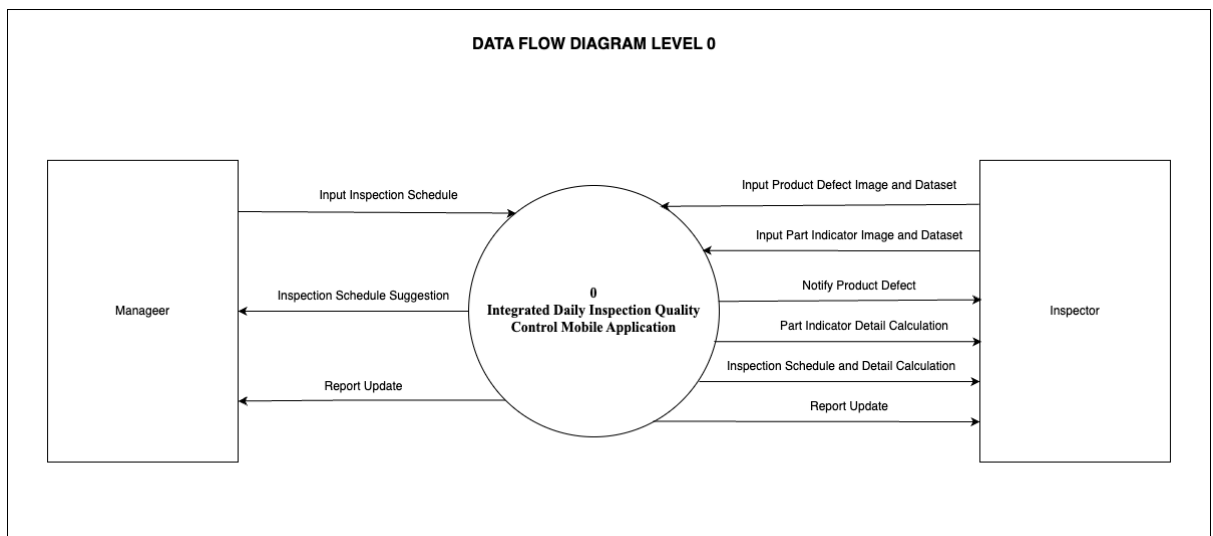 DATA FLOW DIAGRAM LEVEL 0
Input Inspection Schedule
Inspection Schedule Suggestion
Report Update
Manageer
0
Integrated Daily Inspection Quality
Control Mobile Application
Input Product Defect Image and Dataset
Input Part Indicator Image and Dataset
Notify Product Defect
Part Indicator Detail Calculation
Inspection Schedule and Detail Calculation
Report Update
Inspector